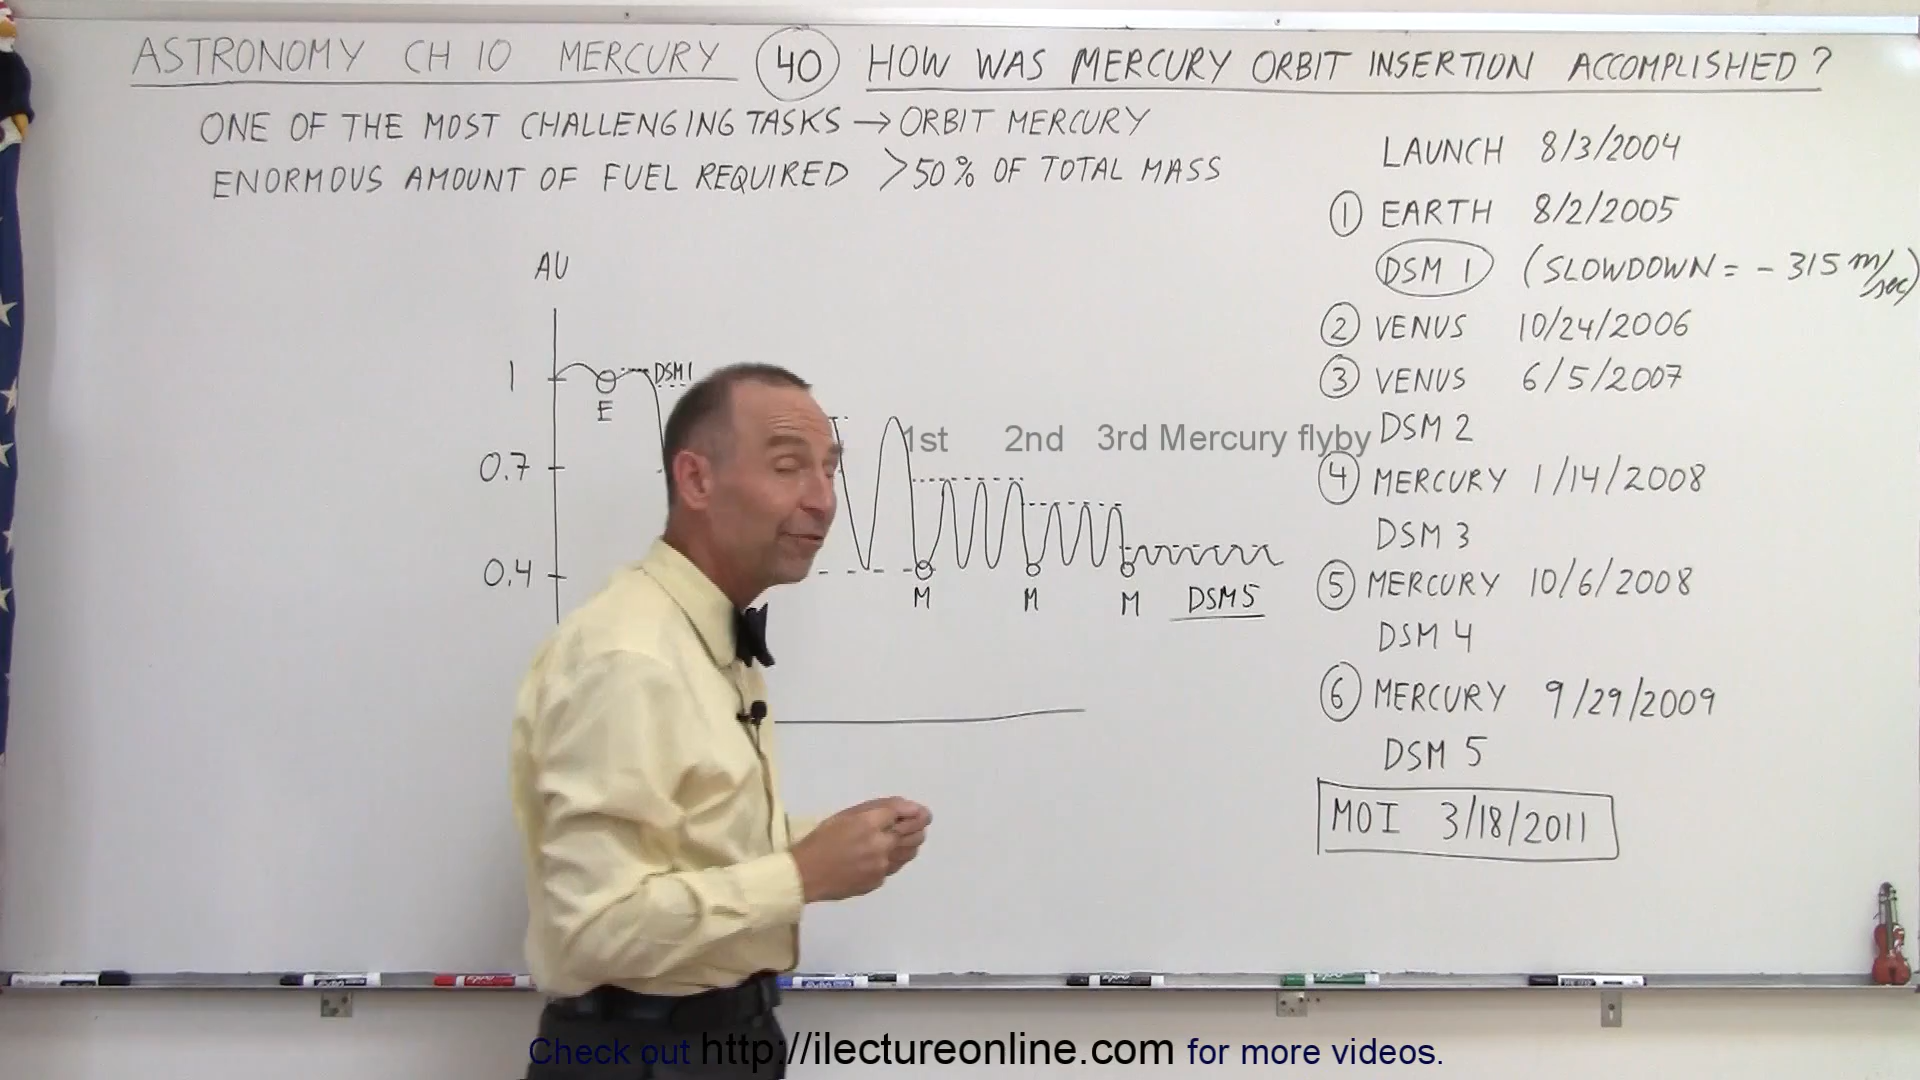 ASTRONOMY CH 10 MERCURY 40 HOW WAS MERCURY ORBIT INSERTION ACCOMPLISHED?
ONE OF THE MOST CHALLENGING TASKS → ORBIT MERCURY
ENORMOUS AMOUNT OF FUEL REQUIRED >50% OF TOTAL MASS
AU
1
0.7
0.4
E
DSM 1
1st 2nd 3rd Mercury flyby
M M M DSM 5
LAUNCH 8/3/2004
1 EARTH 8/2/2005
DSM 1 (SLOWDOWN = - 315 m/sec)
2 VENUS 10/24/2006
3 VENUS 6/5/2007
DSM 2
4 MERCURY 1/14/2008
DSM 3
5 MERCURY 10/6/2008
DSM 4
6 MERCURY 9/29/2009
DSM 5
MOI 3/18/2011
Check out http://ilectureonline.com for more videos.